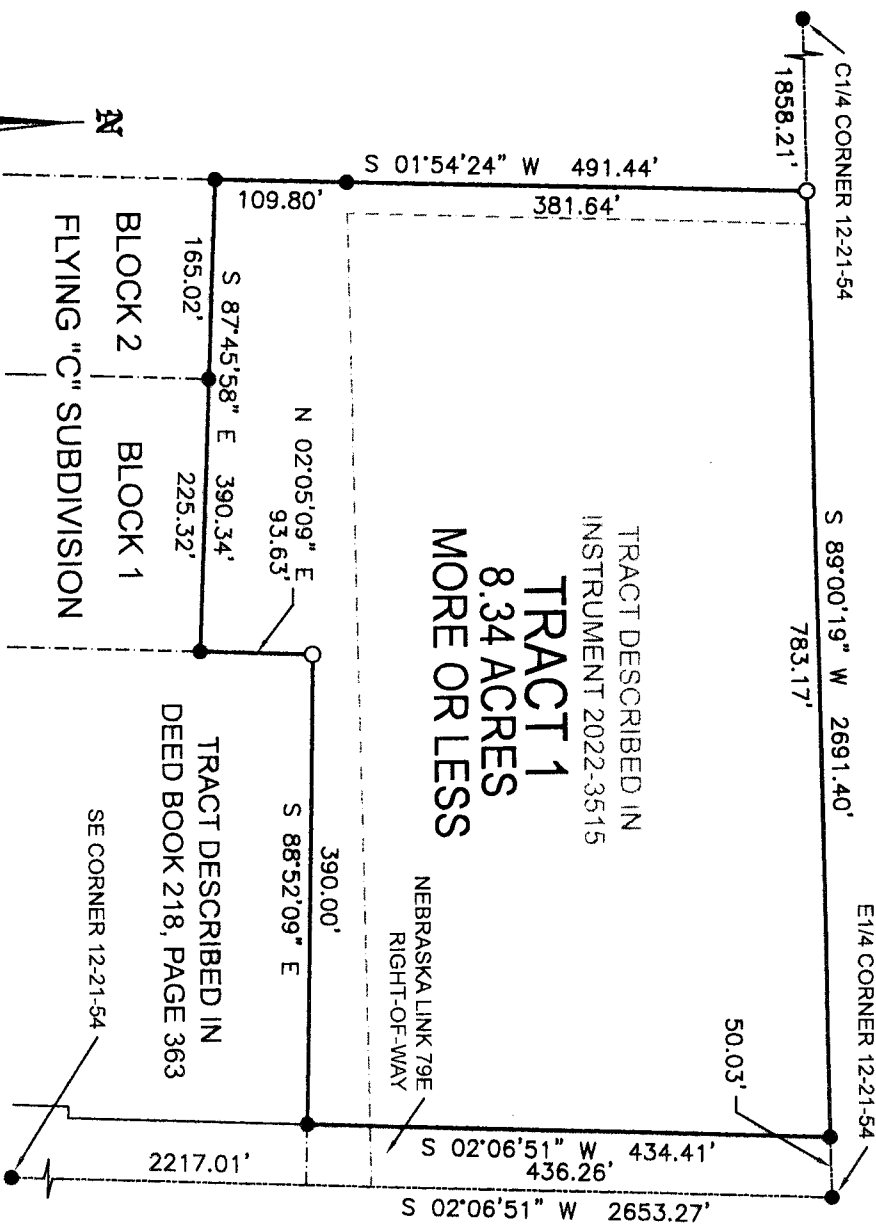 C1/4 CORNER 12-21-54
1858.21'
E1/4 CORNER 12-21-54
S 89°00'19" W 2691.40'
783.17'
50.03'
S 01°54'24" W 491.44'
381.64'
109.80'
TRACT DESCRIBED IN
INSTRUMENT 2022-3515
TRACT 1
8.34 ACRES
MORE OR LESS
NEBRASKA LINK 79E
RIGHT-OF-WAY
S 02°06'51" W 434.41'
436.26'
S 02°06'51" W 2653.27'
2217.01'
N
N 02°05'09" E
93.63'
390.00'
S 88°52'09" E
S 87°45'58" E 390.34'
165.02'
225.32'
BLOCK 2
BLOCK 1
FLYING "C" SUBDIVISION
TRACT DESCRIBED IN
DEED BOOK 218, PAGE 363
SE CORNER 12-21-54